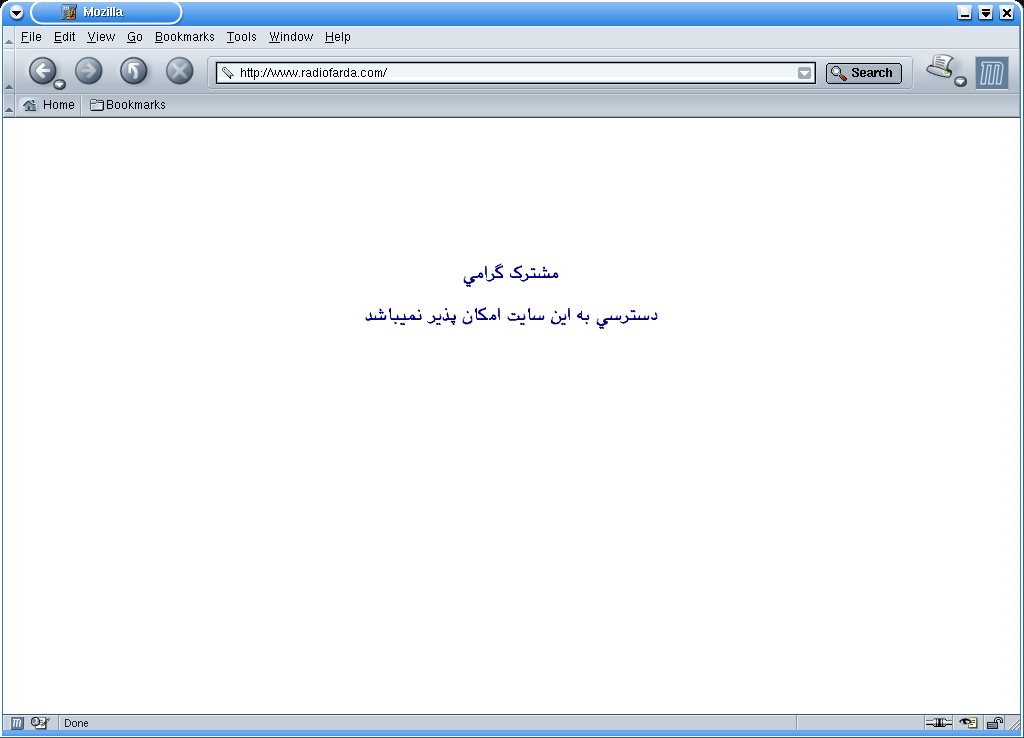 Mozilla
File Edit View Go Bookmarks Tools Window Help
http://www.radiofarda.com/ Search
Home Bookmarks
مشترک گرامي
دسترسي به اين سايت امکان پذير نميباشد
Done